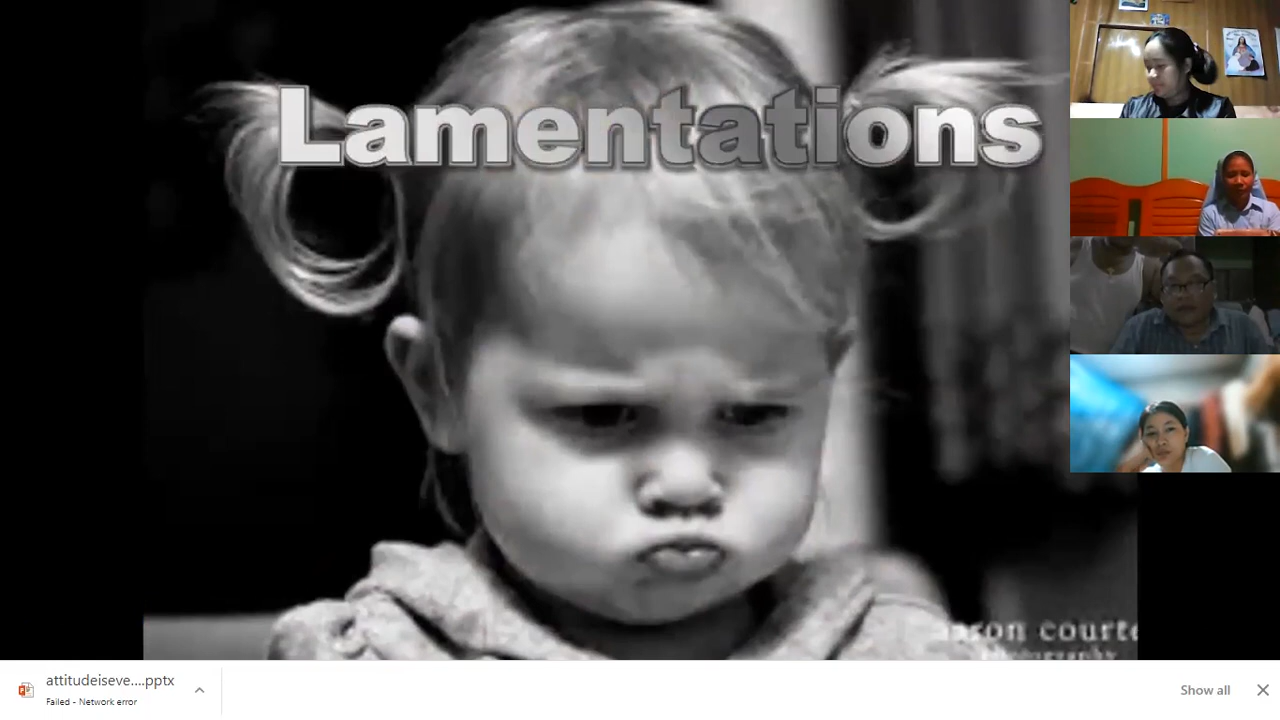 Lamentations
attitudeiseve....pptx
Failed - Network error
Show all